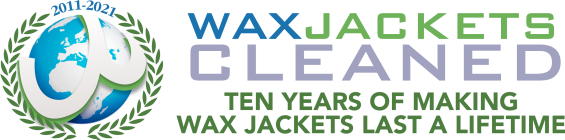 2011-2021
WAXJACKETS
CLEANED
TEN YEARS OF MAKING
WAX JACKETS LAST A LIFETIME